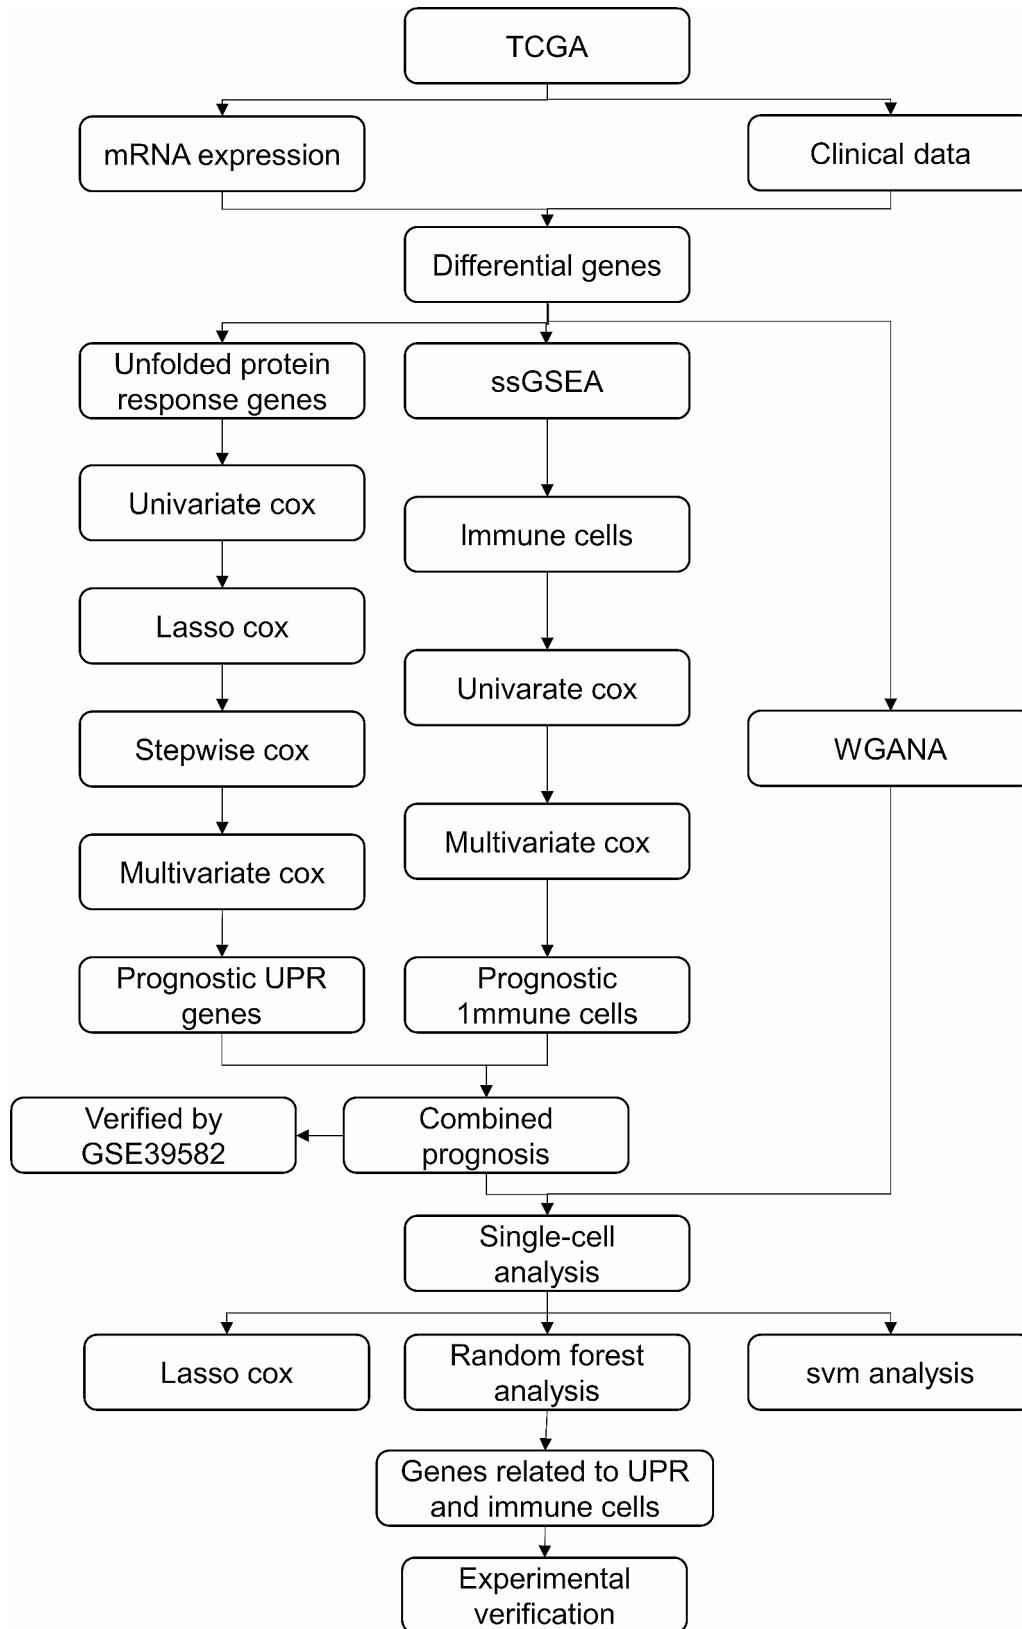 TCGA
mRNA expression
Clinical data
Differential genes
Unfolded protein
response genes
ssGSEA
Univariate cox
Immune cells
Lasso cox
Univarate cox
Stepwise cox
WGANA
Multivariate cox
Multivariate cox
Prognostic UPR
genes
Prognostic
1mmune cells
Verified by
GSE39582
Combined
prognosis
Single-cell
analysis
Lasso cox
Random forest
analysis
svm analysis
Genes related to UPR
and immune cells
Experimental
verification